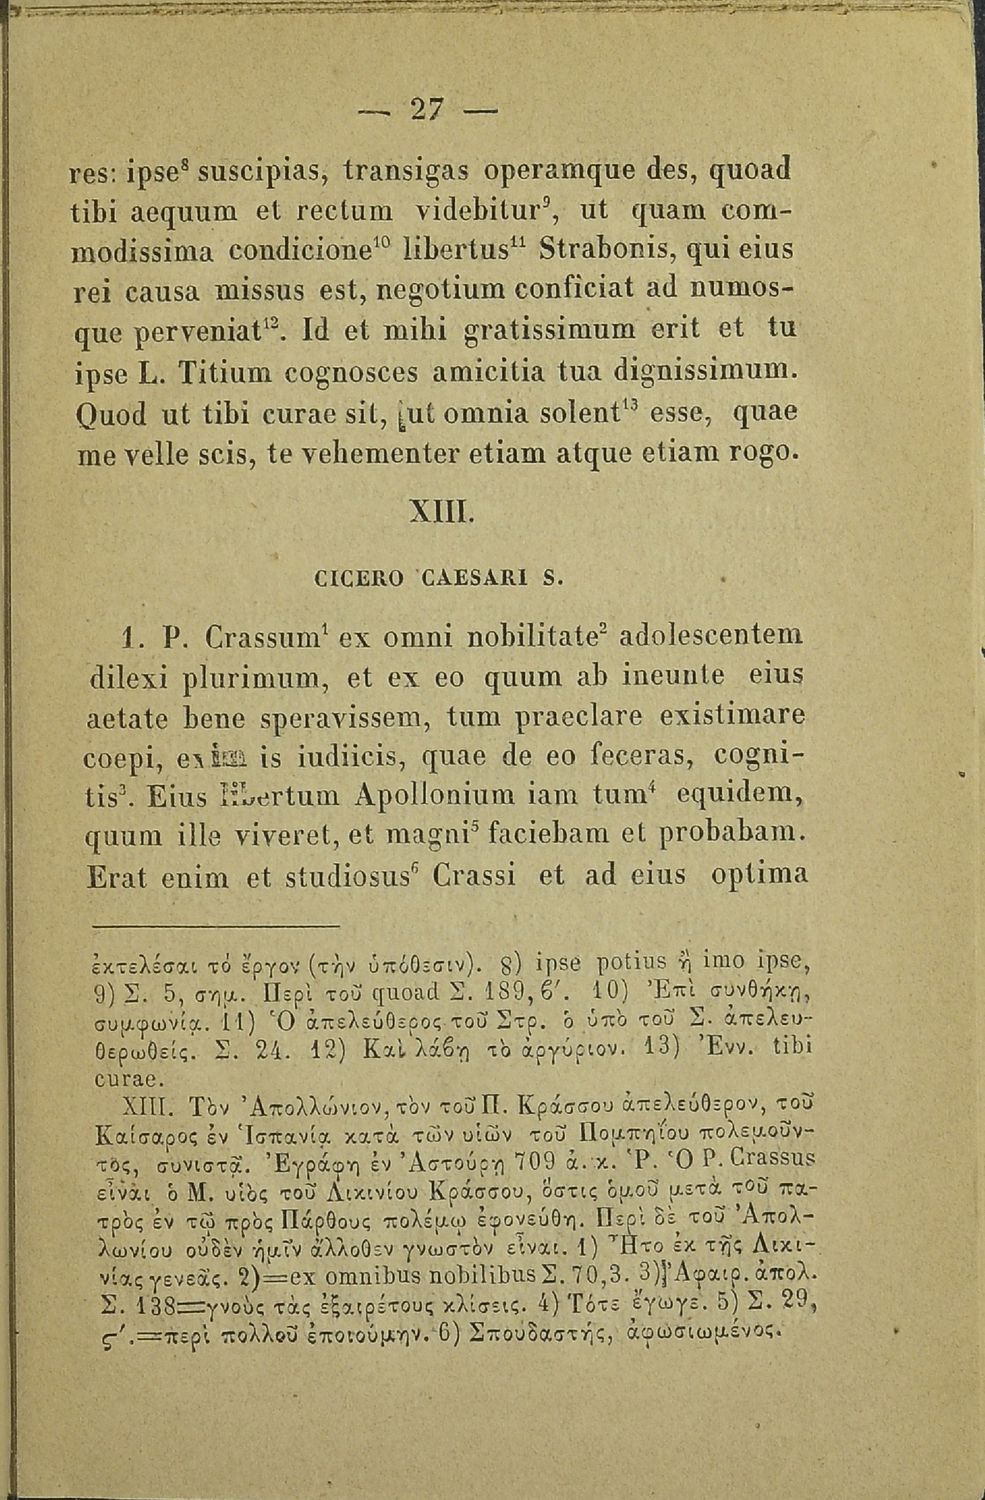 — 27 —
res: ipse⁸ suscipias, transigas operamque des, quoad
tibi aequum et rectum videbitur⁹, ut quam com-
modissima condicione¹⁰ libertus¹¹ Strabonis, qui eius
rei causa missus est, negotium conficiat ad numos-
que perveniat¹². Id et mihi gratissimum erit et tu
ipse L. Titium cognosces amicitia tua dignissimum.
Quod ut tibi curae sit, ut omnia solent¹³ esse, quae
me velle scis, te vehementer etiam atque etiam rogo.
XIII.
CICERO CAESARI S.
1. P. Crassum¹ ex omni nobilitate² adolescentem
dilexi plurimum, et ex eo quum ab ineunte eius
aetate bene speravissem, tum praeclare existimare
coepi, is iudiicis, quae de eo feceras, cogni-
tis³. Eius Apollonium iam tum⁴ equidem,
quum ille viveret, et magni⁵ faciebam et probabam.
Erat enim et studiosus⁶ Crassi et ad eius optima
ἐκτελέσαι τό ἔργον (τὴν ὑπόθεσιν). 8) ipse potius ἢ imo ipse,
9) Σ. 5, σημ. Περὶ τοῦ quoad Σ. 189, ϐ′. 10) Ἐπὶ συνθήκῃ,
συμφωνίᾳ. 11) Ὁ ἀπελεύθερος τοῦ Στρ. ὁ ὑπὸ τοῦ Σ. ἀπελευ-
θερωθείς. Σ. 24. 12) Καὶ λάϐῃ τὸ ἀργύριον. 13) Ἐνν. tibi
curae.
XIII. Τὸν Ἀπολλώνιον, τὸν τοῦ Π. Κράσσου ἀπελεύθερον, τοῦ
Καίσαρος ἐν Ἱσπανίᾳ κατὰ τῶν υἱῶν τοῦ Πομπηΐου πολεμοῦν-
τος, συνιστᾷ. Ἐγράφη ἐν Ἀστούρῃ 709 ἀ. κ. Ῥ. Ὁ P. Crassus
εἶναι ὁ Μ. υἱὸς τοῦ Λικινίου Κράσσου, ὅστις ὁμοῦ μετὰ τοῦ πα-
τρὸς ἐν τῷ πρὸς Πάρθους πολέμῳ ἐφονεύθη. Περὶ δὲ τοῦ Ἀπολ-
λωνίου οὐδὲν ἡμῖν ἄλλοθεν γνωστὸν εἶναι. 1) Ἦτο ἐκ τῆς Λικι-
νίας γενεᾶς. 2)=ex omnibus nobilibus Σ. 70,3. 3) Ἀφαιρ. ἀπολ.
Σ. 138=γνοὺς τὰς ἐξαιρέτους κλίσεις. 4) Τότε ἔγωγε. 5) Σ. 29,
ς′.=περὶ πολλοῦ ἐποιούμην. 6) Σπουδαστής, ἀφωσιωμένος.